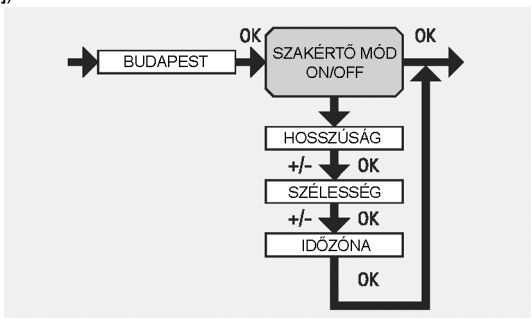 ])
OK
OK
BUDAPEST
SZAKÉRTŐ MÓD
ON/OFF
HOSSZÚSÁG
+/- OK
SZÉLESSÉG
+/- OK
IDŐZÓNA
OK